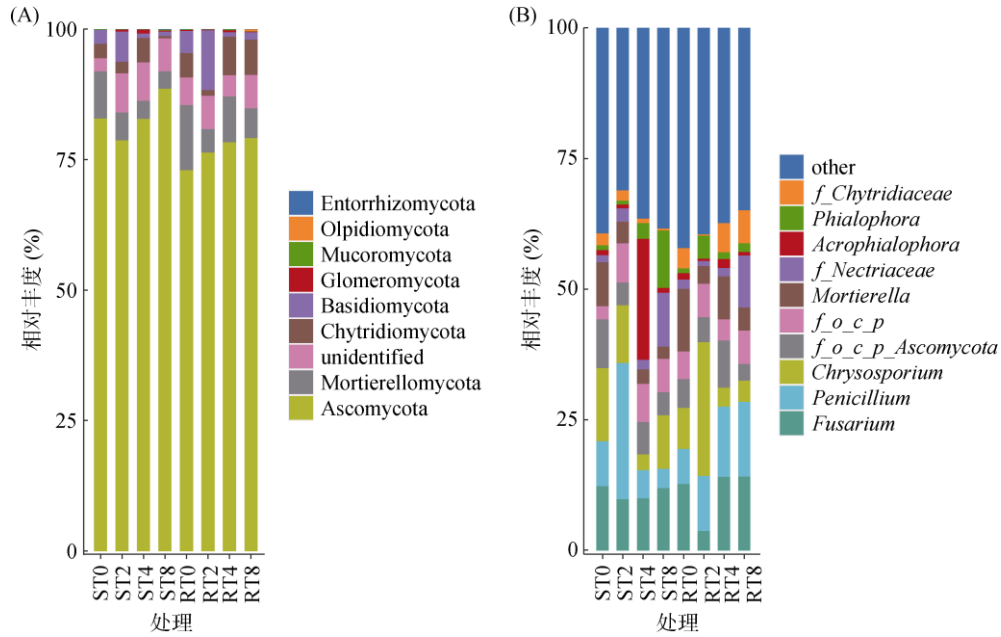 (A)
100
75
50
25
0
相对丰度 (%)
ST0
ST2
ST4
ST8
RT0
RT2
RT4
RT8
处理
Entorrhizomycota
Olpidiomycota
Mucoromycota
Glomeromycota
Basidiomycota
Chytridiomycota
unidentified
Mortierellomycota
Ascomycota
(B)
100
75
50
25
0
相对丰度 (%)
ST0
ST2
ST4
ST8
RT0
RT2
RT4
RT8
处理
other
f_Chytridiaceae
Phialophora
Acrophialophora
f_Nectriaceae
Mortierella
f_o_c_p
f_o_c_p_Ascomycota
Chrysosporium
Penicillium
Fusarium